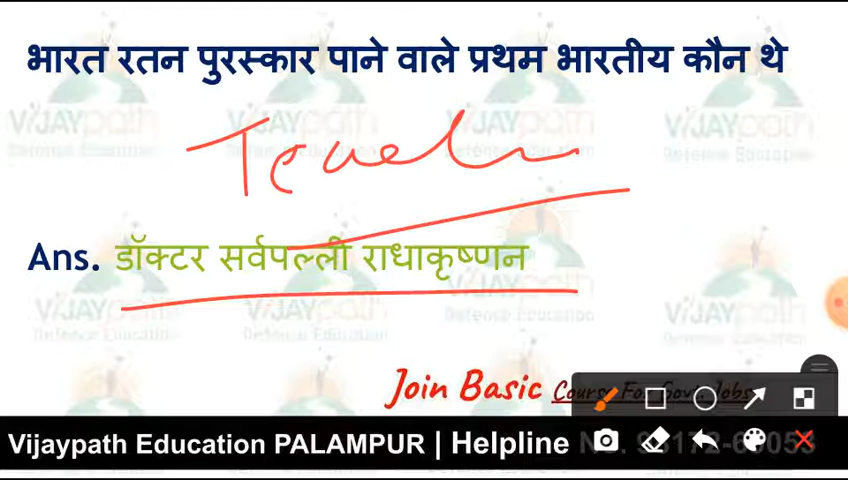 भारत रतन पुरस्कार पाने वाले प्रथम भारतीय कौन थे
Ans. डॉक्टर सर्वपल्ली राधाकृष्णन
Join Basic Course For Govt. Jobs
Vijaypath Education PALAMPUR | Helpline